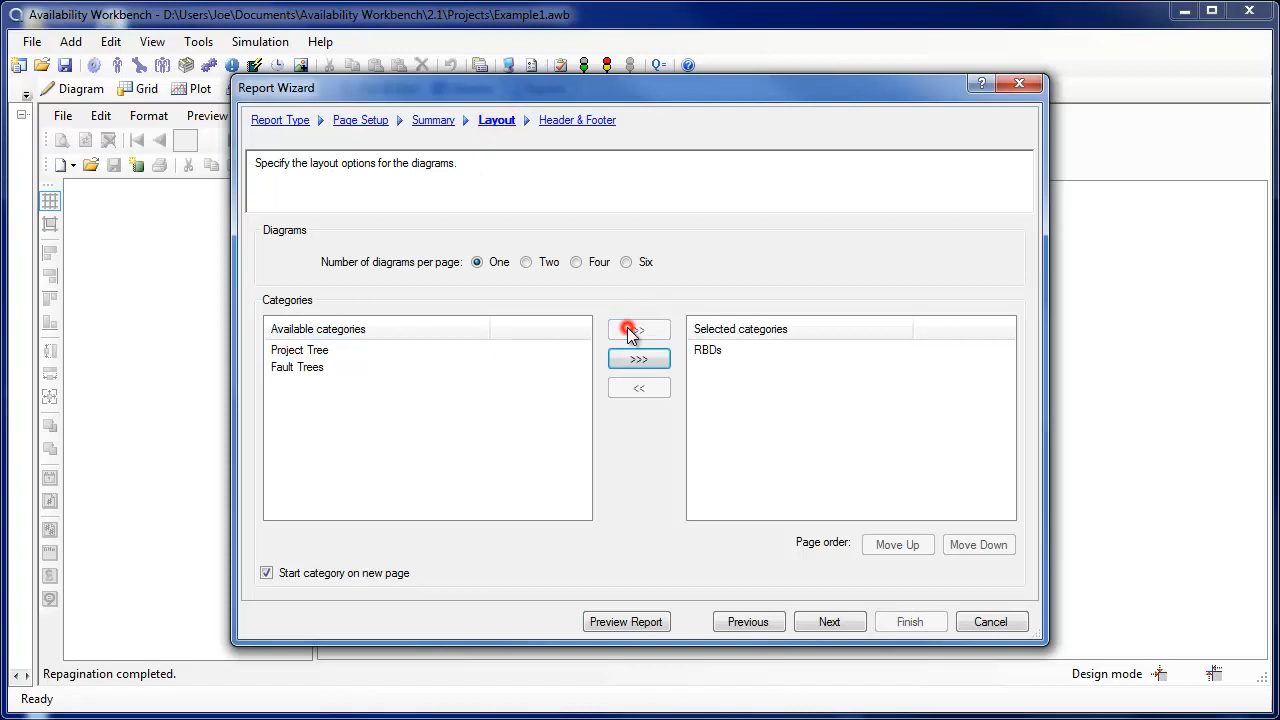 Availability Workbench - D:\Users\Joe\Documents\Availability Workbench\2.1\Projects\Example1.awb
File Add Edit View Tools Simulation Help
Diagram Grid Plot
Report Wizard
File Edit Format Preview
Report Type Page Setup Summary Layout Header & Footer
Specify the layout options for the diagrams.
Diagrams
Number of diagrams per page: One Two Four Six
Categories
Available categories
Project Tree
Fault Trees
>>>
<<
Selected categories
RBDs
Page order: Move Up Move Down
Start category on new page
Preview Report Previous Next Finish Cancel
Repagination completed.
Design mode
Ready